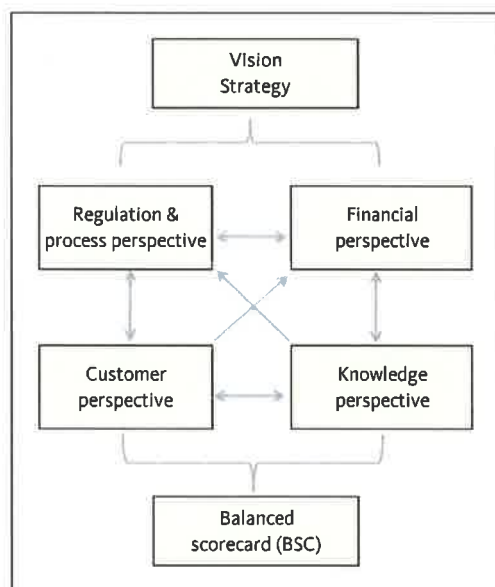 Vision
Strategy
Regulation &
process perspective
Financial
perspective
Customer
perspective
Knowledge
perspective
Balanced
scorecard (BSC)